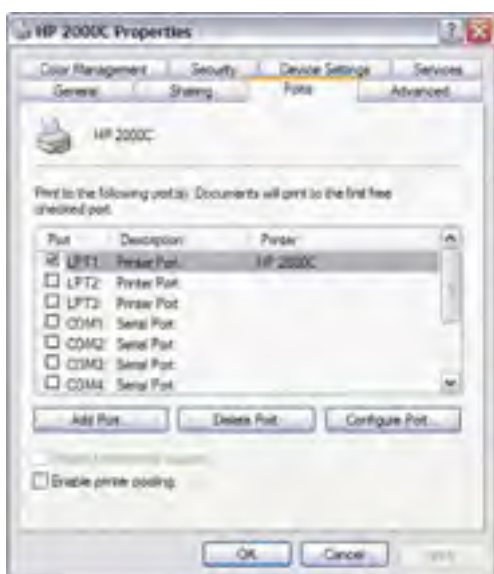 HP 2000C Properties
Color Management Security Device Settings Services
General Sharing Ports Advanced
HP 2000C
Print to the following port(s). Documents will print to the first free
checked port.
Port Description Printer
LPT1: Printer Port HP 2000C
LPT2: Printer Port
LPT3: Printer Port
COM1: Serial Port
COM2: Serial Port
COM3: Serial Port
COM4: Serial Port
Add Port... Delete Port Configure Port...
Enable printer pooling
OK Cancel Apply